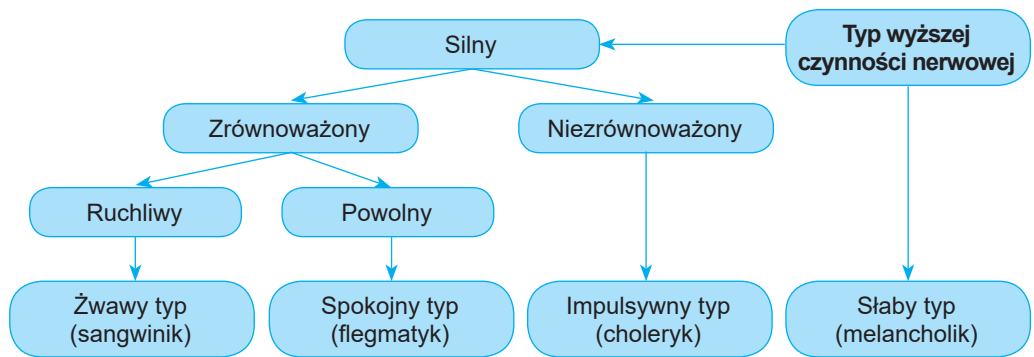 Silny
Typ wyższej
czynności nerwowej
Zrównoważony
Niezrównoważony
Ruchliwy
Powolny
Żwawy typ
(sangwinik)
Spokojny typ
(flegmatyk)
Impulsywny typ
(choleryk)
Słaby typ
(melancholik)